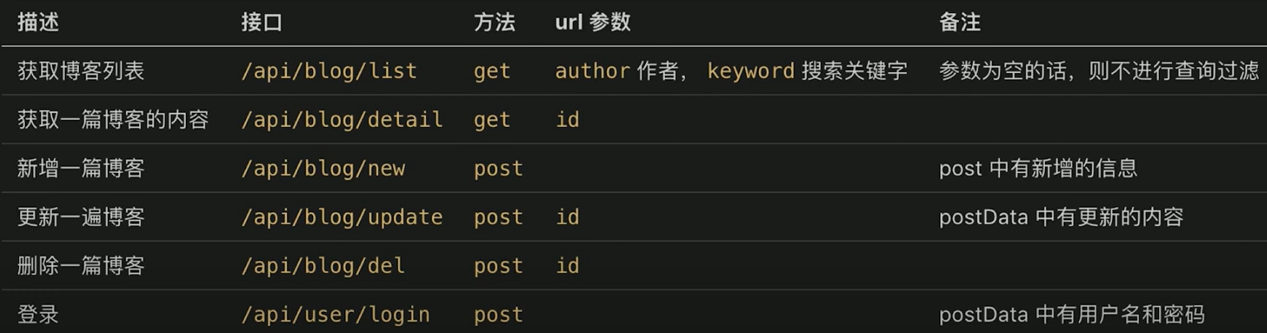 描述 接口 方法 url 参数 备注
获取博客列表 /api/blog/list get author 作者， keyword 搜索关键字 参数为空的话，则不进行查询过滤
获取一篇博客的内容 /api/blog/detail get id
新增一篇博客 /api/blog/new post post 中有新增的信息
更新一遍博客 /api/blog/update post id postData 中有更新的内容
删除一篇博客 /api/blog/del post id
登录 /api/user/login post postData 中有用户名和密码